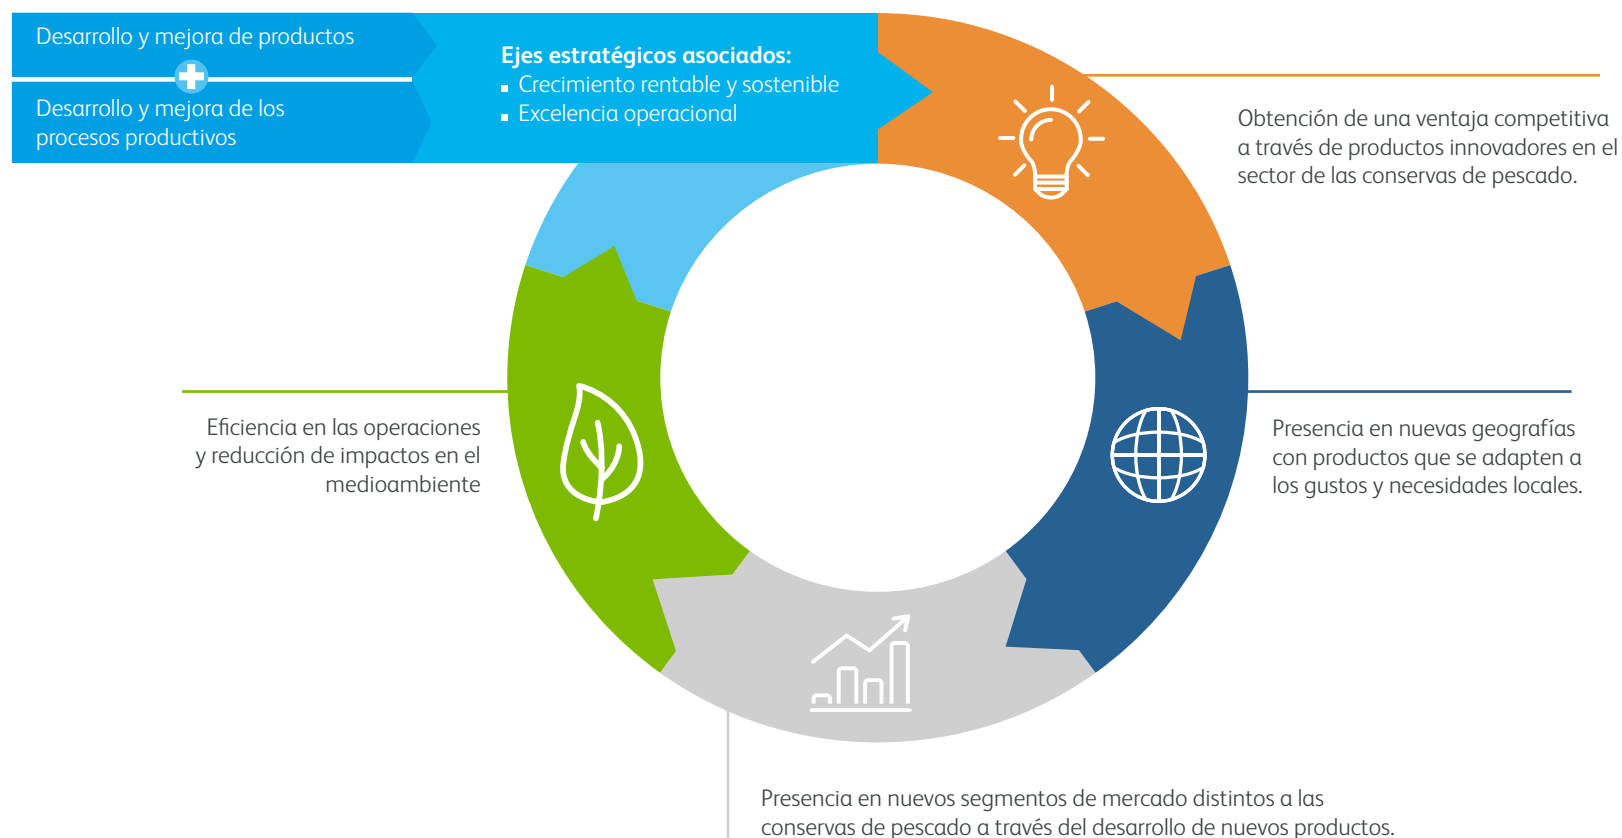 Desarrollo y mejora de productos
Desarrollo y mejora de los
procesos productivos
Ejes estratégicos asociados:
▪ Crecimiento rentable y sostenible
▪ Excelencia operacional
Obtención de una ventaja competitiva
a través de productos innovadores en el
sector de las conservas de pescado.
Presencia en nuevas geografías
con productos que se adapten a
los gustos y necesidades locales.
Presencia en nuevos segmentos de mercado distintos a las
conservas de pescado a través del desarrollo de nuevos productos.
Eficiencia en las operaciones
y reducción de impactos en el
medioambiente